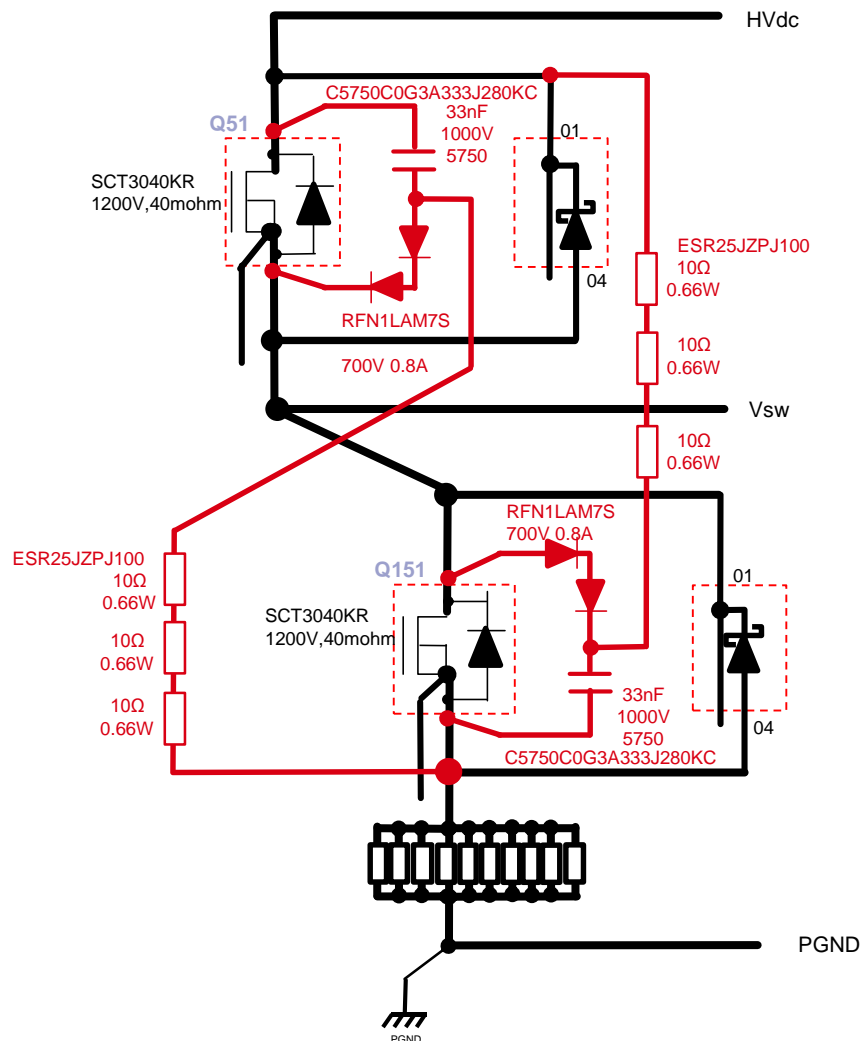 HVdc
C5750C0G3A333J280KC
33nF
1000V
5750
Q51
01
SCT3040KR
1200V,40mohm
04
ESR25JZPJ100
10Ω
0.66W
RFN1LAM7S
700V 0.8A
10Ω
0.66W
Vsw
10Ω
0.66W
RFN1LAM7S
700V 0.8A
ESR25JZPJ100
10Ω
0.66W
Q151
01
SCT3040KR
1200V,40mohm
10Ω
0.66W
10Ω
0.66W
33nF
1000V
5750
04
C5750C0G3A333J280KC
PGND
PGND